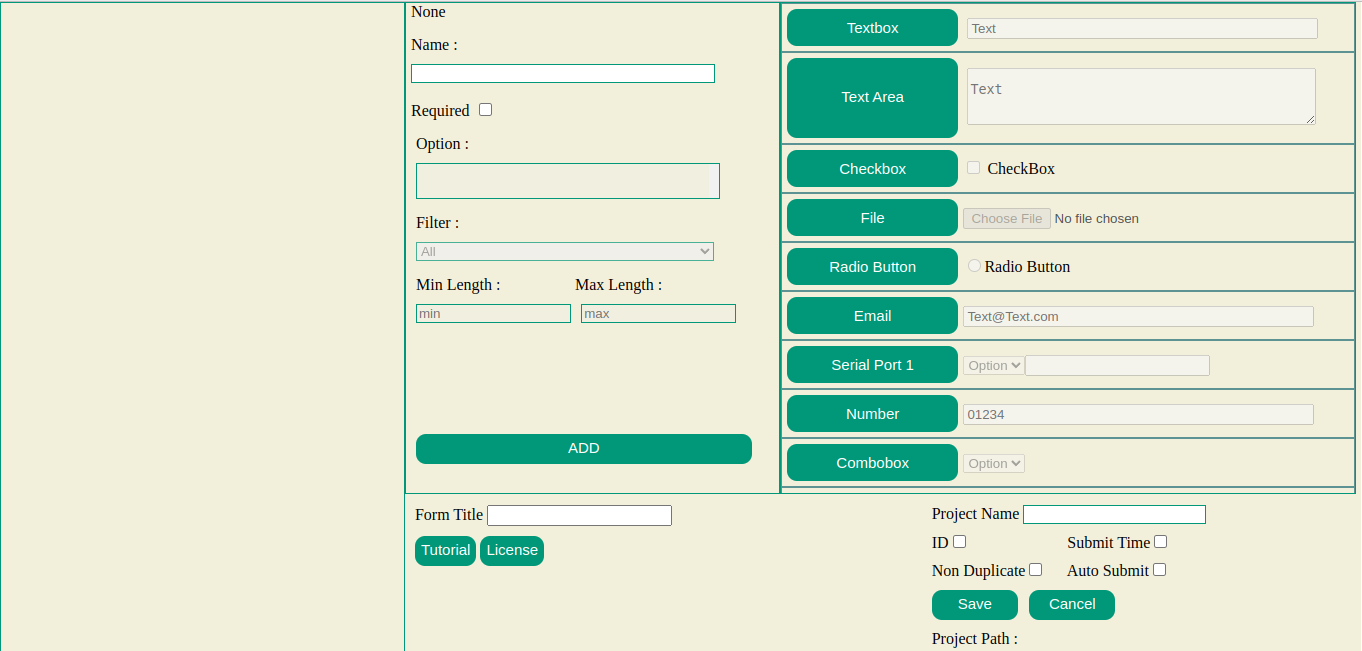 None
Name :
Required
Option :
Filter :
All
Min Length : Max Length :
min max
ADD
Textbox Text
Text Area Text
Checkbox CheckBox
File Choose File No file chosen
Radio Button Radio Button
Email Text@Text.com
Serial Port 1 Option
Number 01234
Combobox Option
Form Title
Tutorial License
Project Name
ID Submit Time
Non Duplicate Auto Submit
Save Cancel
Project Path :